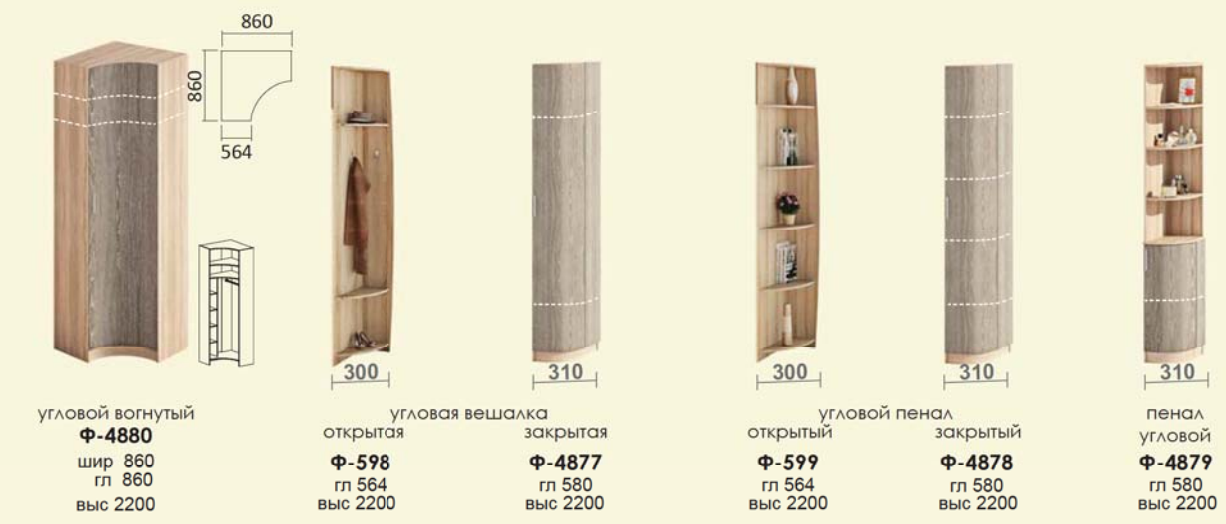 860
860
564
300
310
300
310
310
угловой вогнутый
Ф-4880
шир 860
гл 860
выс 2200
угловая вешалка
открытая
Ф-598
гл 564
выс 2200
закрытая
Ф-4877
гл 580
выс 2200
угловой пенал
открытый
Ф-599
гл 564
выс 2200
закрытый
Ф-4878
гл 580
выс 2200
пенал
угловой
Ф-4879
гл 580
выс 2200